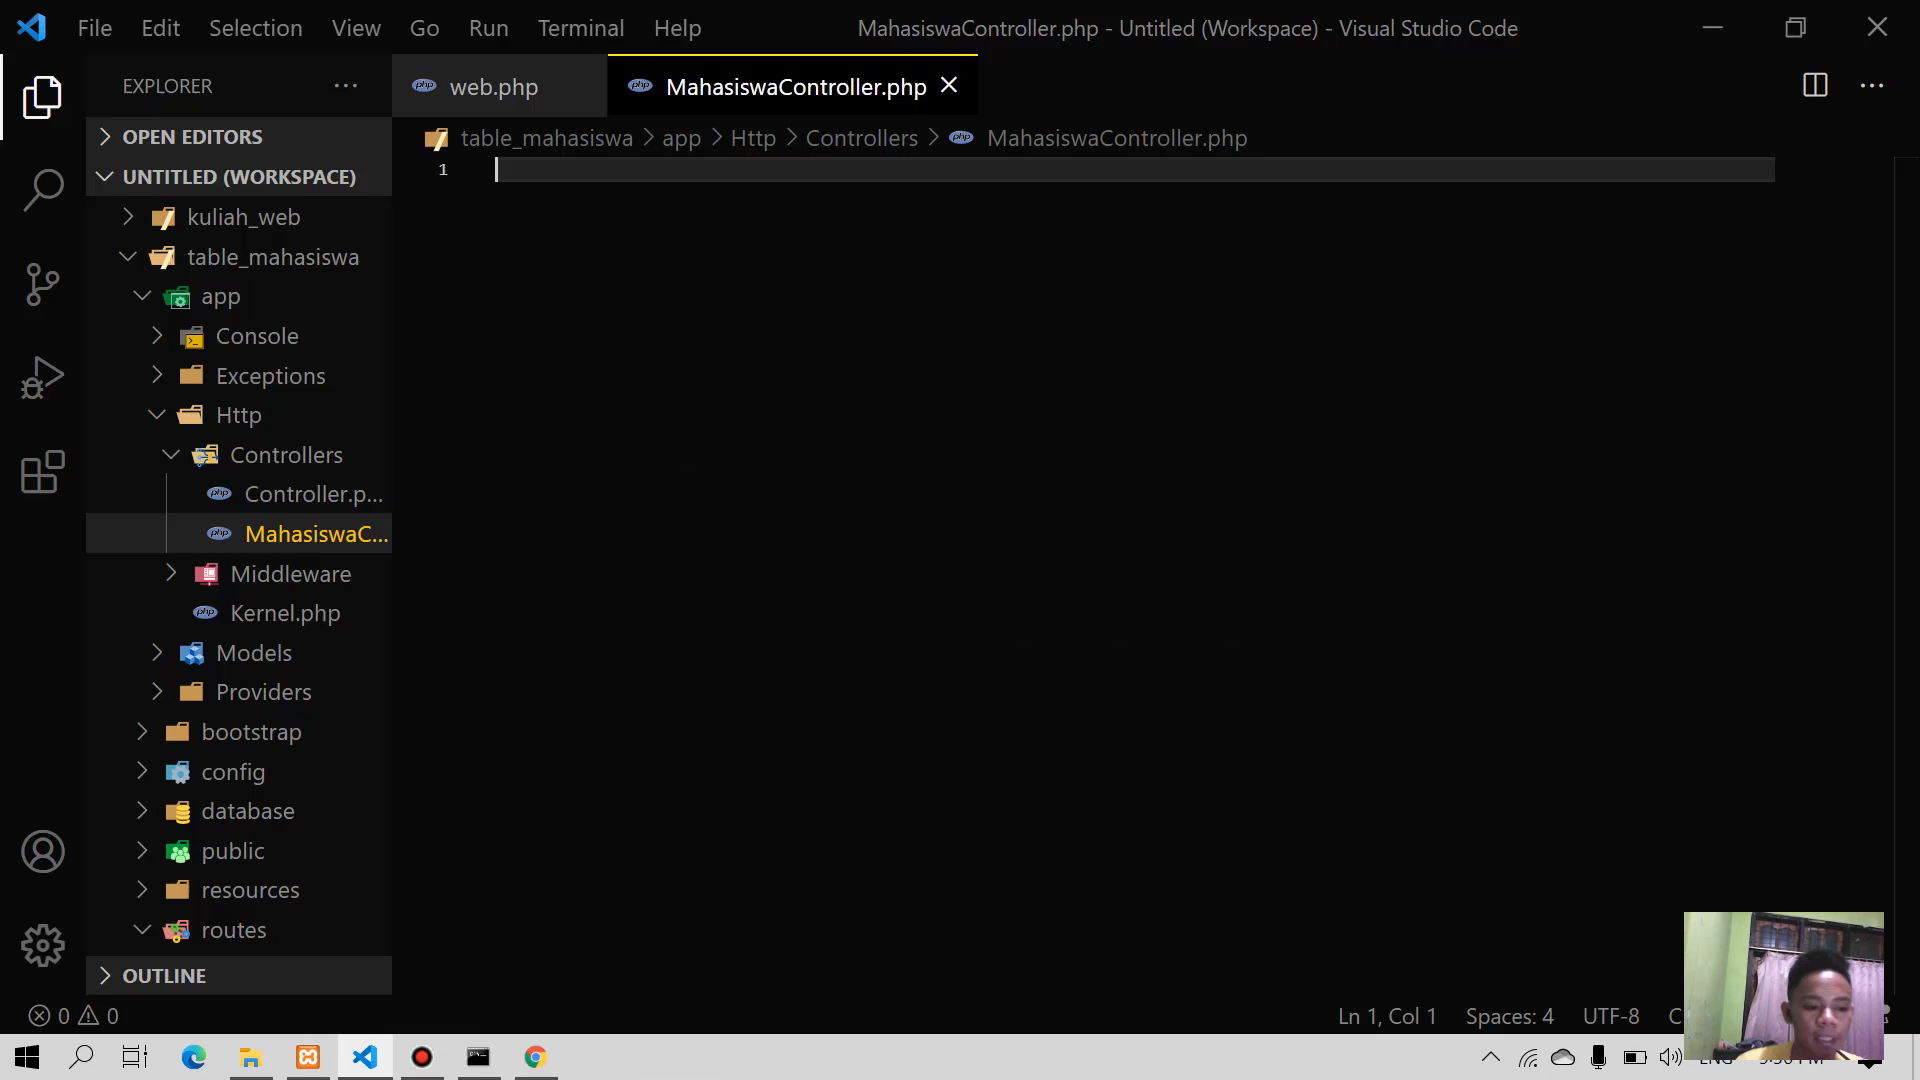 File Edit Selection View Go Run Terminal Help
MahasiswaController.php - Untitled (Workspace) - Visual Studio Code
EXPLORER
web.php
MahasiswaController.php
OPEN EDITORS
table_mahasiswa > app > Http > Controllers > MahasiswaController.php
1
UNTITLED (WORKSPACE)
kuliah_web
table_mahasiswa
app
Console
Exceptions
Http
Controllers
Controller.p...
MahasiswaC...
Middleware
Kernel.php
Models
Providers
bootstrap
config
database
public
resources
routes
OUTLINE
0 0
Ln 1, Col 1 Spaces: 4 UTF-8